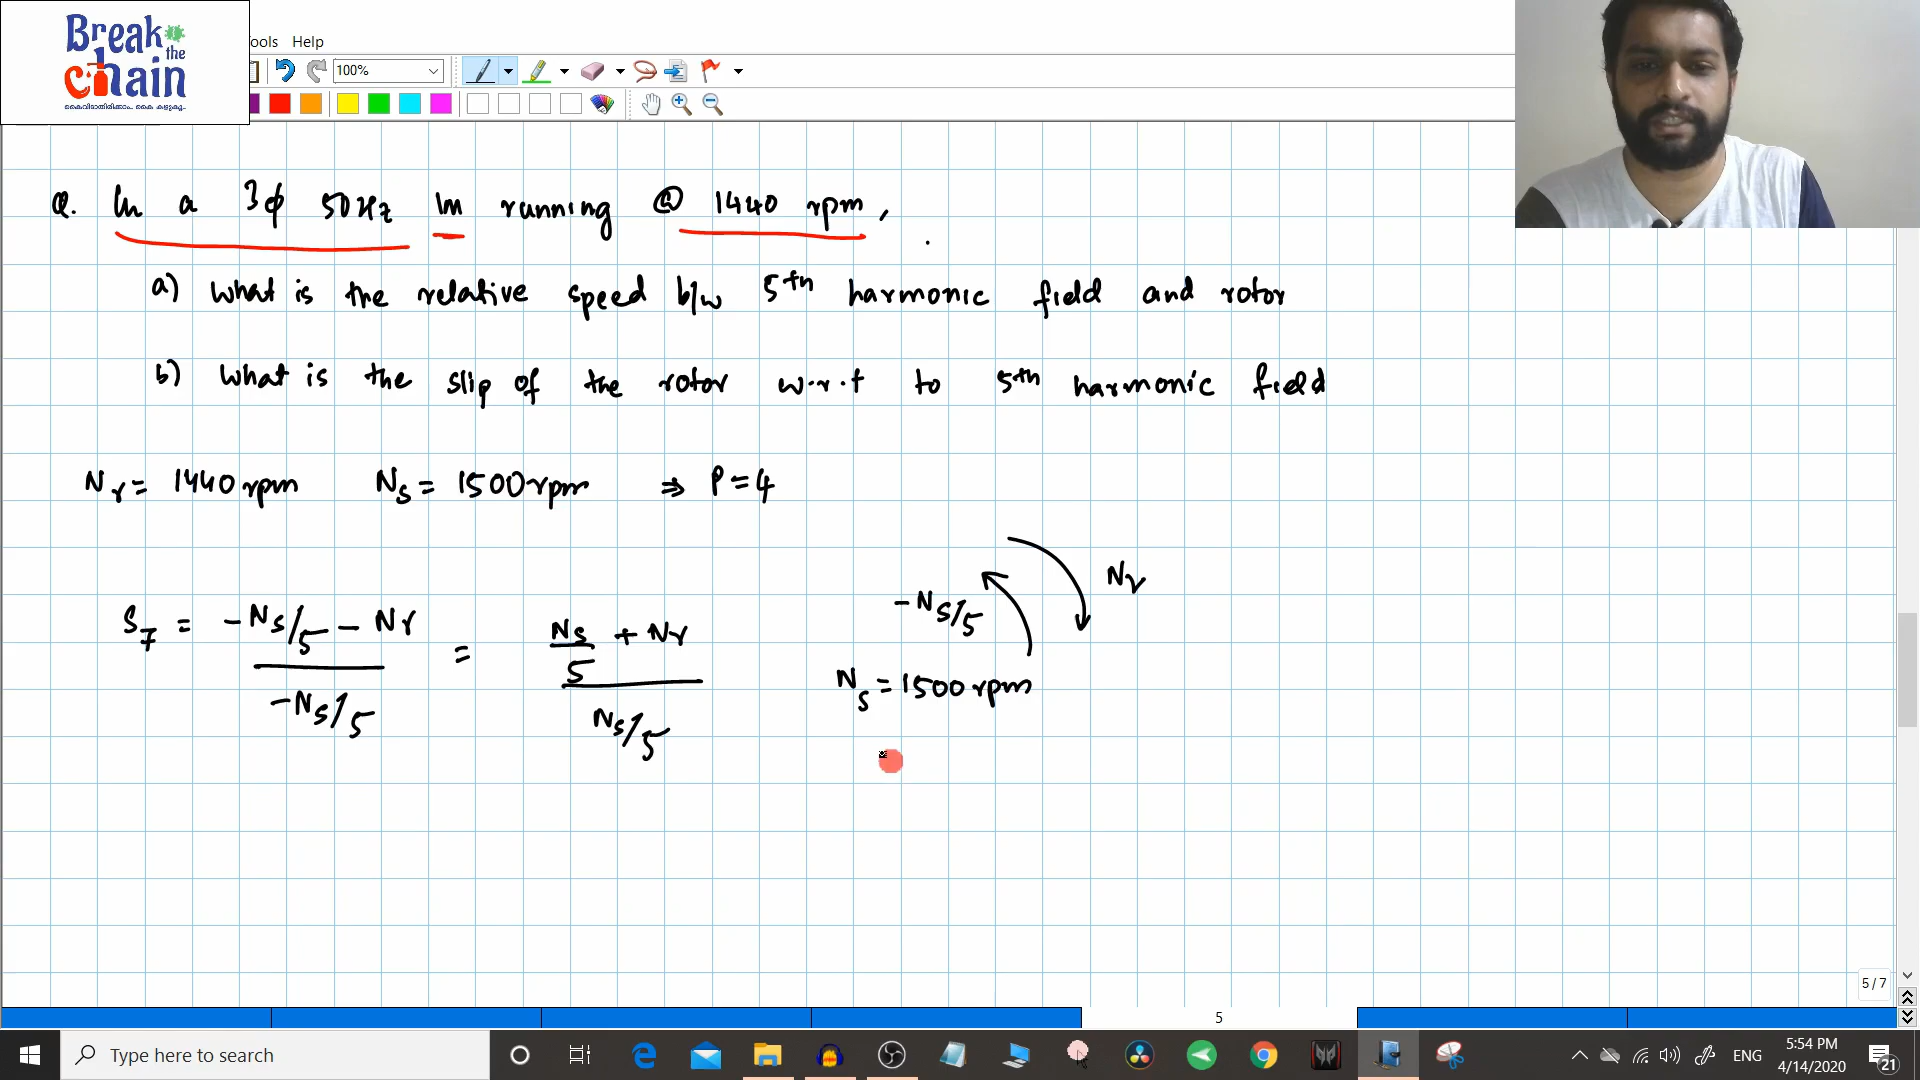 Break
the
chain
കൈവിടാതിരിക്കാം.. കൈ കഴുകൂ..
ools Help
100%
Q. In a 3ϕ 50Hz Im running @ 1440 rpm,
a) What is the relative speed b/w 5th harmonic field and rotor
b) What is the slip of the rotor w.r.t to 5th harmonic field
Nr = 1440 rpm Ns = 1500 rpm ⇒ P = 4
Nr
-Ns/5
S7 = -Ns/5 - Nr = Ns/5 + Nr
-Ns/5 Ns/5
Ns = 1500 rpm
5 / 7
5
Type here to search
ENG
5:54 PM
4/14/2020
21